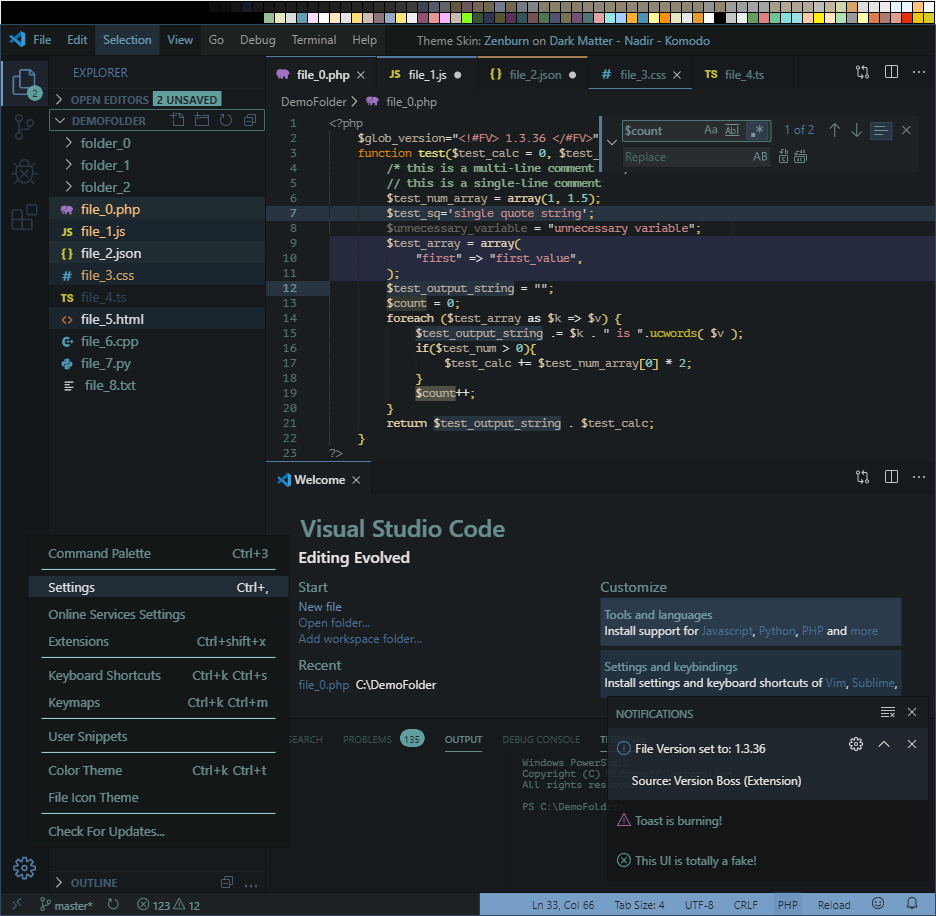 File Edit Selection View Go Debug Terminal Help Theme Skin: Zenburn on Dark Matter - Nadir - Komodo
EXPLORER
2
OPEN EDITORS 2 UNSAVED
DEMOFOLDER
folder_0
folder_1
folder_2
file_0.php
JS file_1.js
{} file_2.json
# file_3.css
TS file_4.ts
<> file_5.html
file_6.cpp
file_7.py
file_8.txt
file_0.php × JS file_1.js ● {} file_2.json ● # file_3.css × TS file_4.ts
DemoFolder > file_0.php
$count Aa Abl .* 1 of 2
Replace AB
1 <?php
2 $glob_version="<!#FV> 1.3.36 </#FV>"
3 function test($test_calc = 0, $test_
4 /* this is a multi-line comment
5 // this is a single-line comment
6 $test_num_array = array(1, 1.5);
7 $test_sq='single quote string';
8 $unnecessary_variable = "unnecessary variable";
9 $test_array = array(
10 "first" => "first_value",
11 );
12 $test_output_string = "";
13 $count = 0;
14 foreach ($test_array as $k => $v) {
15 $test_output_string .= $k . " is ".ucwords( $v );
16 if($test_num > 0){
17 $test_calc += $test_num_array[0] * 2;
18 }
19 $count++;
20 }
21 return $test_output_string . $test_calc;
22 }
23 ?>
Welcome ×
Visual Studio Code
Editing Evolved
Start
New file
Open folder...
Add workspace folder...
Recent
file_0.php C:\DemoFolder
Customize
Tools and languages
Install support for Javascript, Python, PHP and more
Settings and keybindings
Install settings and keyboard shortcuts of Vim, Sublime,
Command Palette Ctrl+3
Settings Ctrl+,
Online Services Settings
Extensions Ctrl+shift+x
Keyboard Shortcuts Ctrl+k Ctrl+s
Keymaps Ctrl+k Ctrl+m
User Snippets
Color Theme Ctrl+k Ctrl+t
File Icon Theme
Check For Updates...
SEARCH PROBLEMS 135 OUTPUT DEBUG CONSOLE
Windows PowerShell
Copyright (C)
All rights
PS C:\DemoFolder>
NOTIFICATIONS
File Version set to: 1.3.36
Source: Version Boss (Extension)
Toast is burning!
This UI is totally a fake!
OUTLINE
master* 123 12 Ln 33, Col 66 Tab Size: 4 UTF-8 CRLF PHP Reload